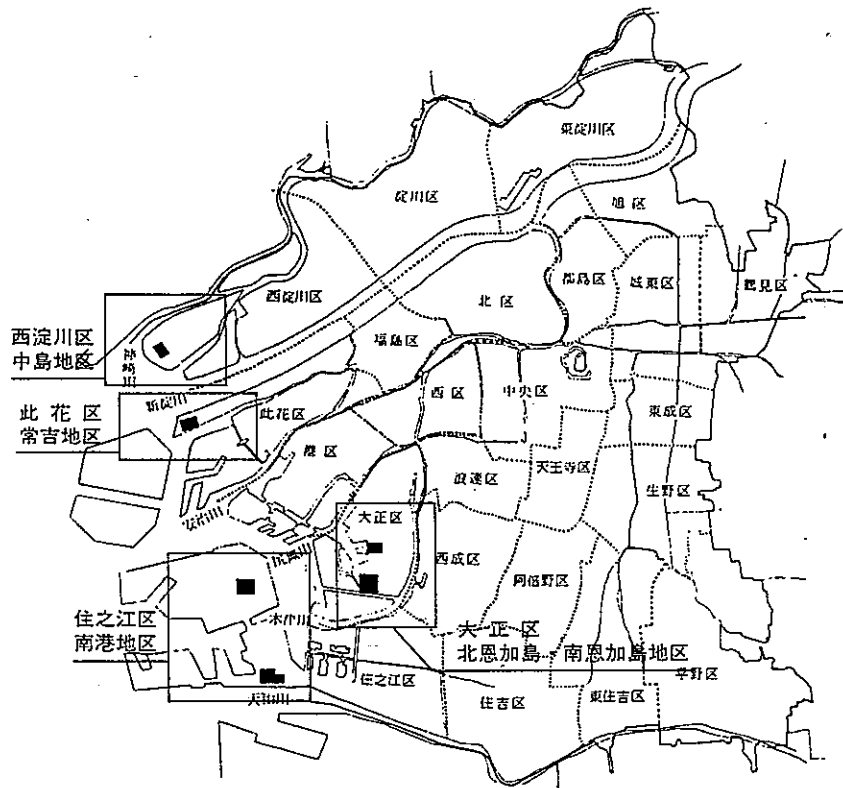 東淀川区
淀川区
旭区
西淀川区
北区
都島区
城東区
鶴見区
西淀川区
中島地区
神崎川
福島区
新淀川
此花区
西区
中央区
東成区
此花区
常吉地区
港区
浪速区
天王寺区
生野区
安治川
大正区
尻無川
西成区
阿倍野区
住之江区
南港地区
木津川
大正区
北恩加島・南恩加島地区
住之江区
住吉区
東住吉区
平野区